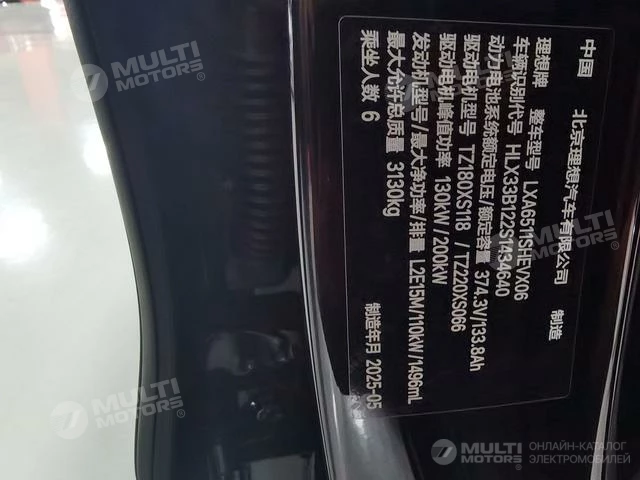 中国 北京理想汽车有限公司 制造
理想牌 整车型号 LXA6511SHEVX06
车辆识别代号 HLX33B122S1434640
动力电池系统额定电压/额定容量 374.3V/133.8Ah
驱动电机型号 TZ180XS118 / TZ220XS066
驱动电机峰值功率 130kW/200kW
发动机型号/最大净功率/排量 L2E15M/110kW/1496mL
最大允许总质量 3130kg
乘坐人数 6 制造年月 2025-05
MULTI MOTORS
MULTI MOTORS
MULTI MOTORS
MULTI MOTORS
MULTI MOTORS
ОНЛАЙН-КАТАЛОГ
ЭЛЕКТРОМОБИЛЕЙ